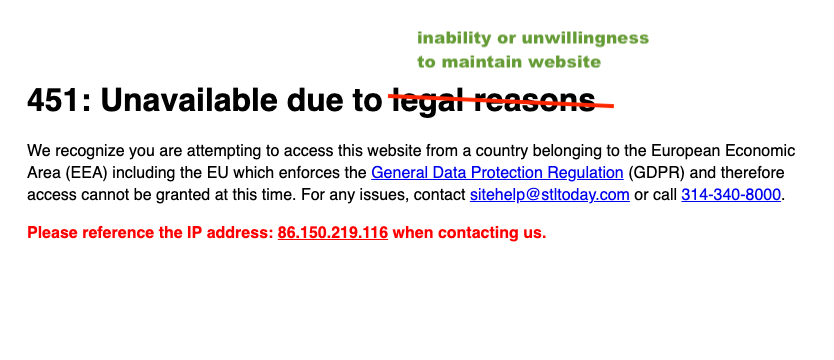 inability or unwillingness
to maintain website
451: Unavailable due to legal reasons
We recognize you are attempting to access this website from a country belonging to the European Economic
Area (EEA) including the EU which enforces the General Data Protection Regulation (GDPR) and therefore
access cannot be granted at this time. For any issues, contact sitehelp@stltoday.com or call 314-340-8000.
Please reference the IP address: 86.150.219.116 when contacting us.